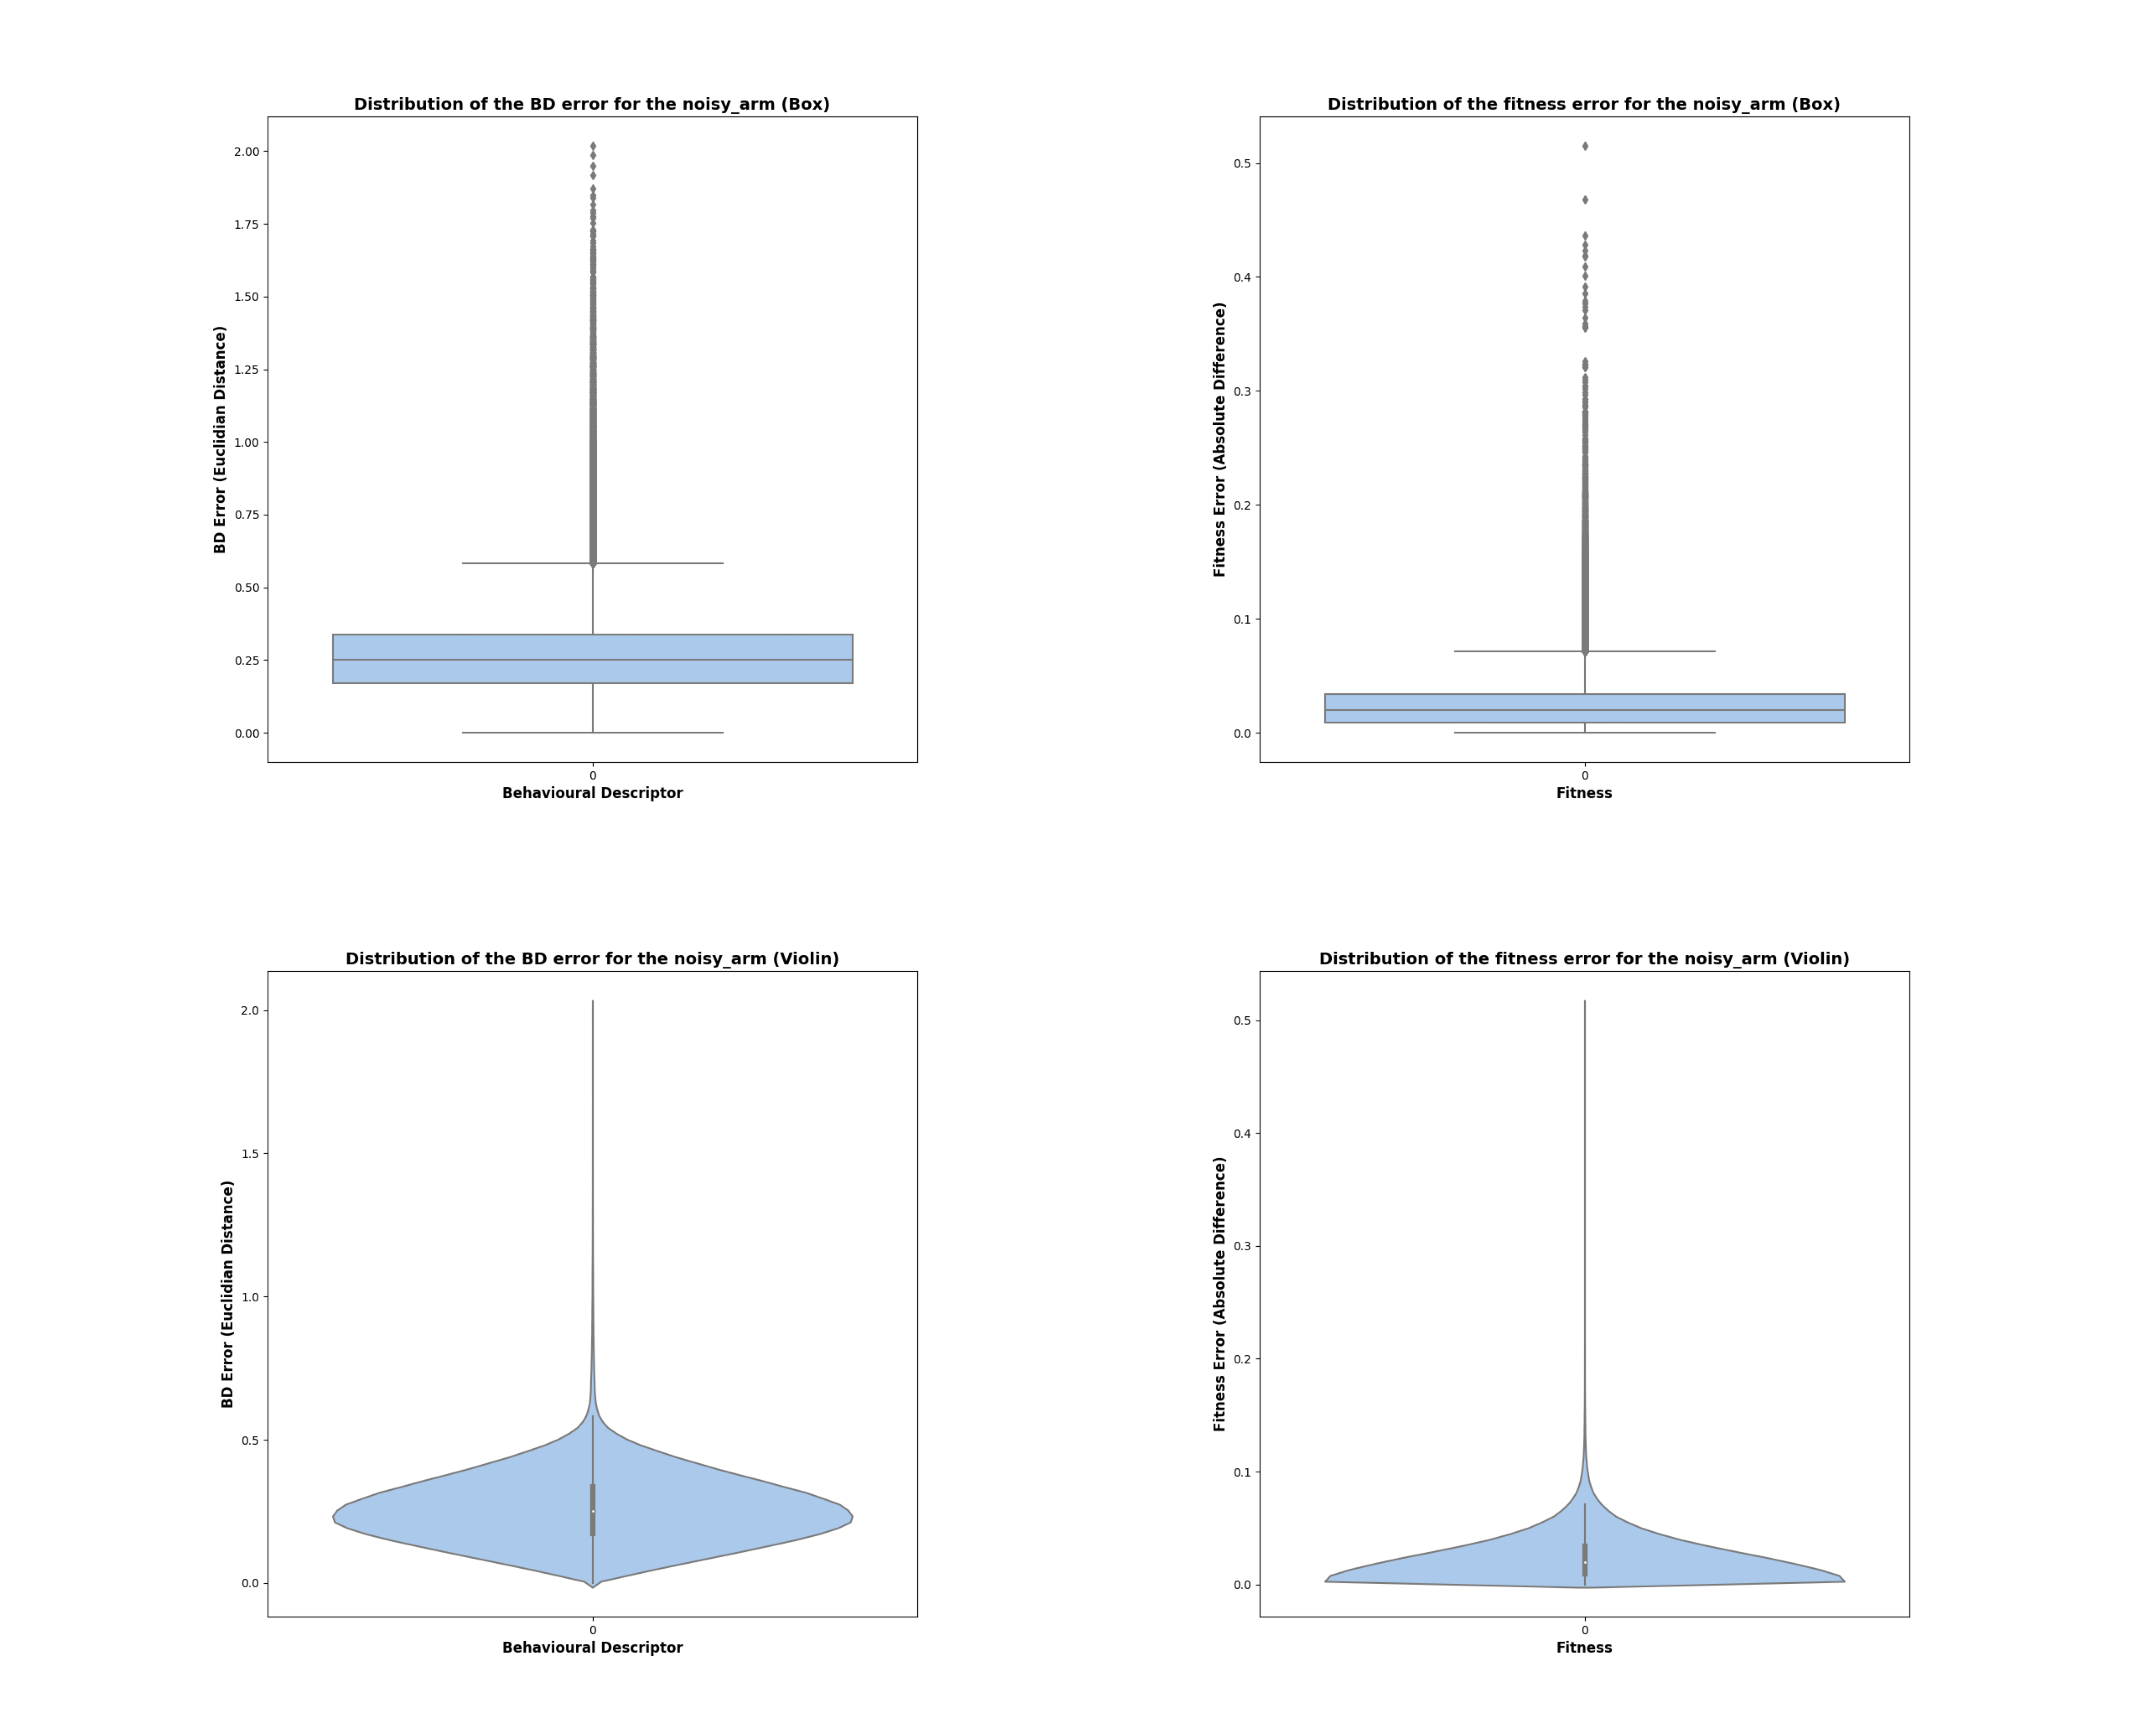 Distribution of the BD error for the noisy_arm (Box)
2.00
1.75
1.50
1.25
1.00
0.75
0.50
0.25
0.00
BD Error (Euclidian Distance)
0
Behavioural Descriptor
Distribution of the fitness error for the noisy_arm (Box)
0.5
0.4
0.3
0.2
0.1
0.0
Fitness Error (Absolute Difference)
0
Fitness
Distribution of the BD error for the noisy_arm (Violin)
2.0
1.5
1.0
0.5
0.0
BD Error (Euclidian Distance)
0
Behavioural Descriptor
Distribution of the fitness error for the noisy_arm (Violin)
0.5
0.4
0.3
0.2
0.1
0.0
Fitness Error (Absolute Difference)
0
Fitness